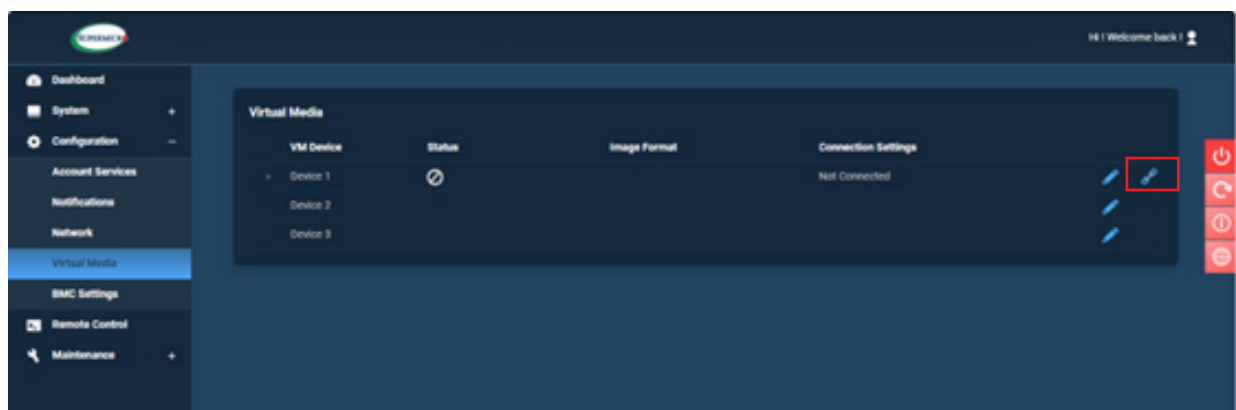 SUPERMICR
Hi ! Welcome back !
Dashboard
System +
Configuration −
Account Services
Notifications
Network
Virtual Media
BMC Settings
Remote Control
Maintenance +
Virtual Media
VM Device Status Image Format Connection Settings
> Device 1 Not Connected
Device 2
Device 3